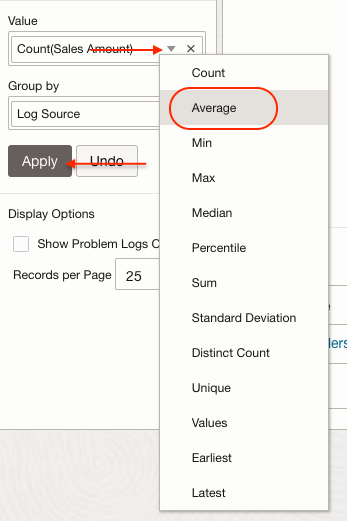 Value
Count(Sales Amount)
Group by
Log Source
Apply
Undo
Display Options
Show Problem Logs
Records per Page
25
Count
Average
Min
Max
Median
Percentile
Sum
Standard Deviation
Distinct Count
Unique
Values
Earliest
Latest